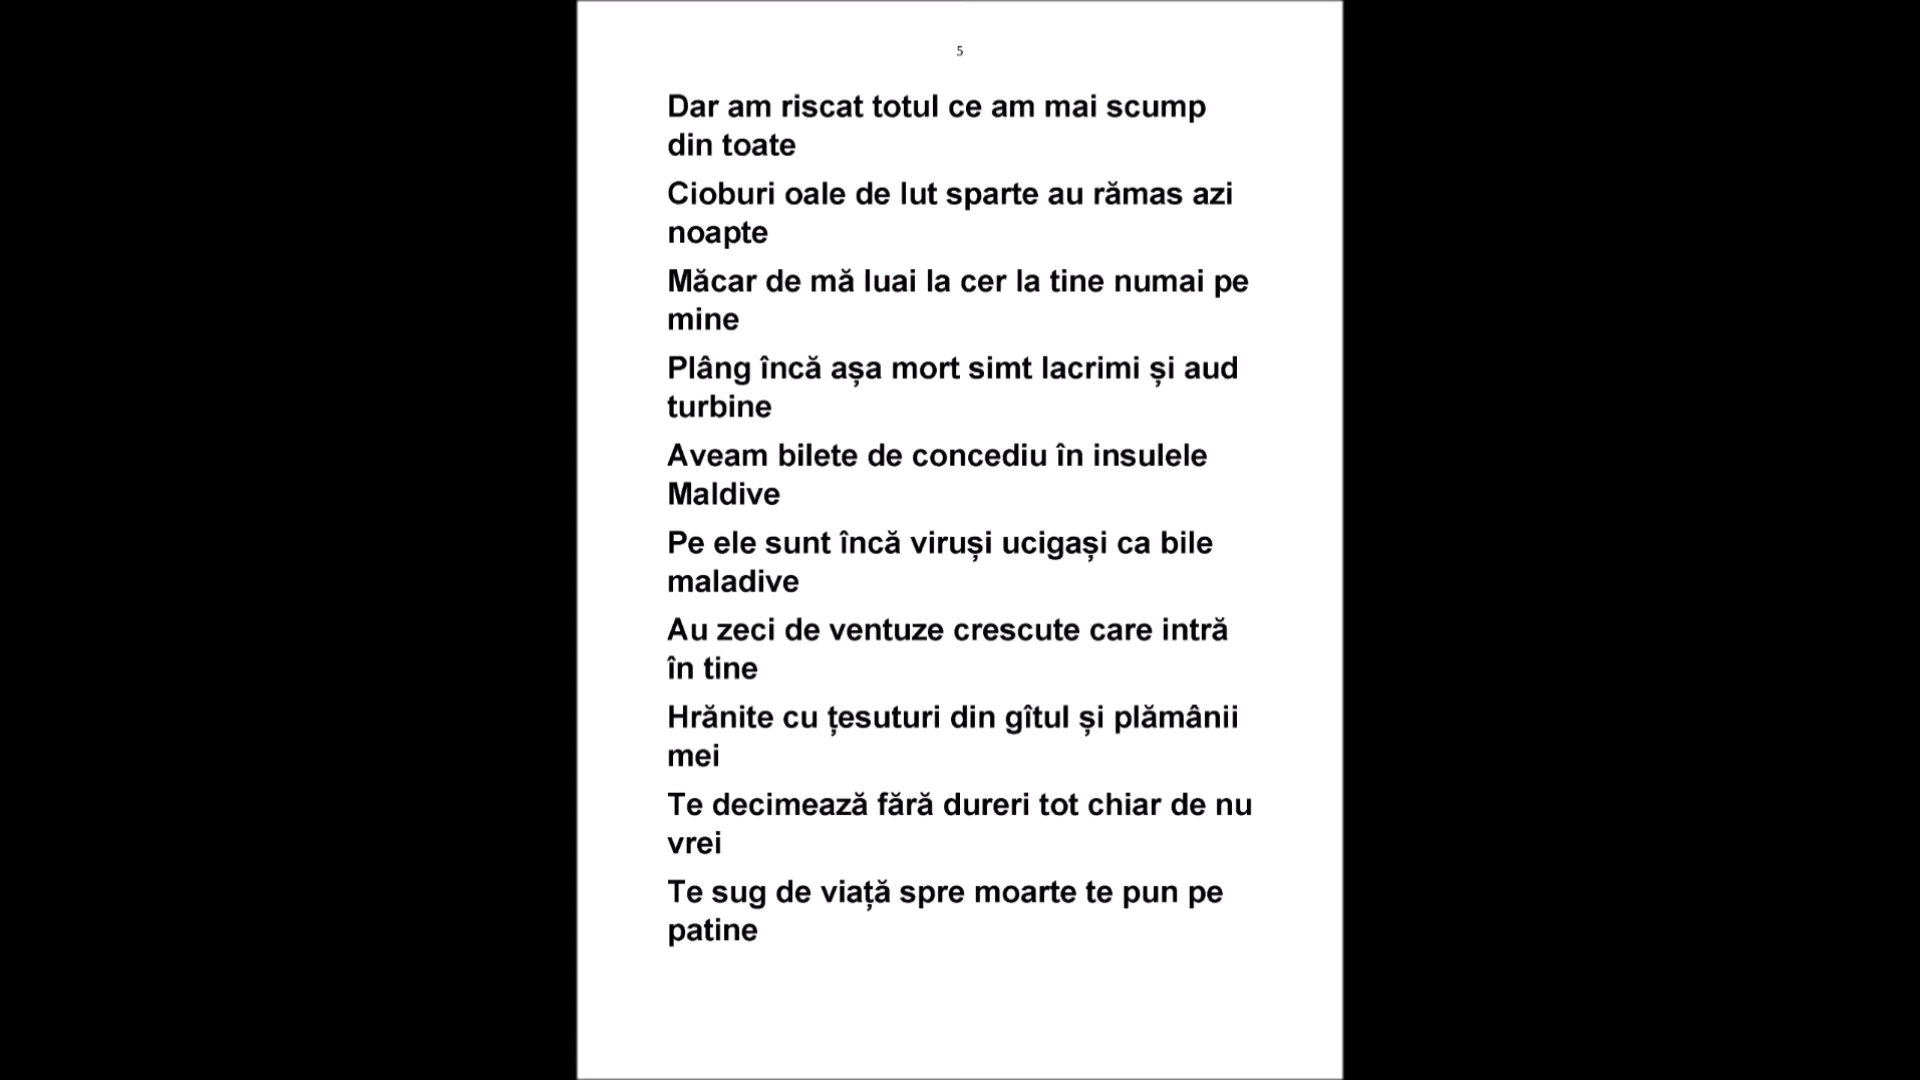 5
Dar am riscat totul ce am mai scump
din toate
Cioburi oale de lut sparte au rămas azi
noapte
Măcar de mă luai la cer la tine numai pe
mine
Plâng încă așa mort simt lacrimi și aud
turbine
Aveam bilete de concediu în insulele
Maldive
Pe ele sunt încă viruși ucigași ca bile
maladive
Au zeci de ventuze crescute care intră
în tine
Hrănite cu țesuturi din gîtul și plămânii
mei
Te decimează fără dureri tot chiar de nu
vrei
Te sug de viață spre moarte te pun pe
patine